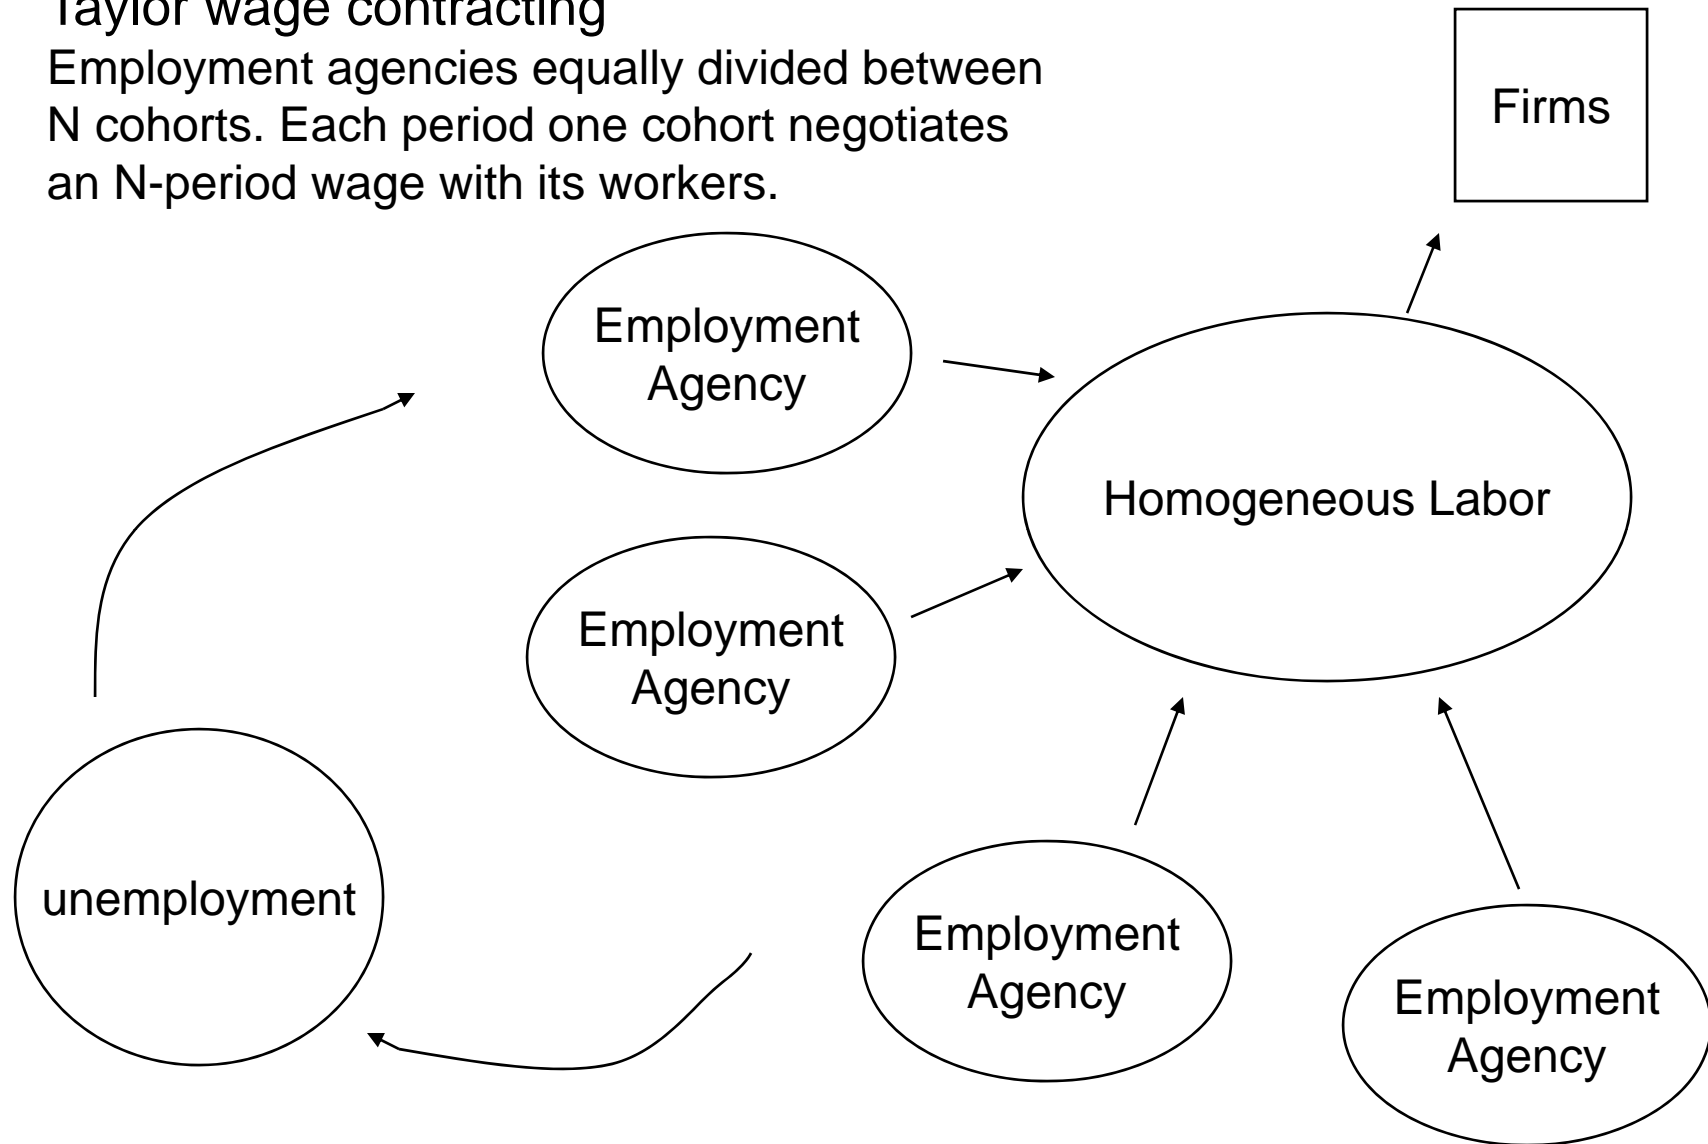 Taylor wage contracting
Employment agencies equally divided between
N cohorts. Each period one cohort negotiates
an N-period wage with its workers.
Firms
Employment
Agency
Homogeneous Labor
Employment
Agency
unemployment
Employment
Agency
Employment
Agency